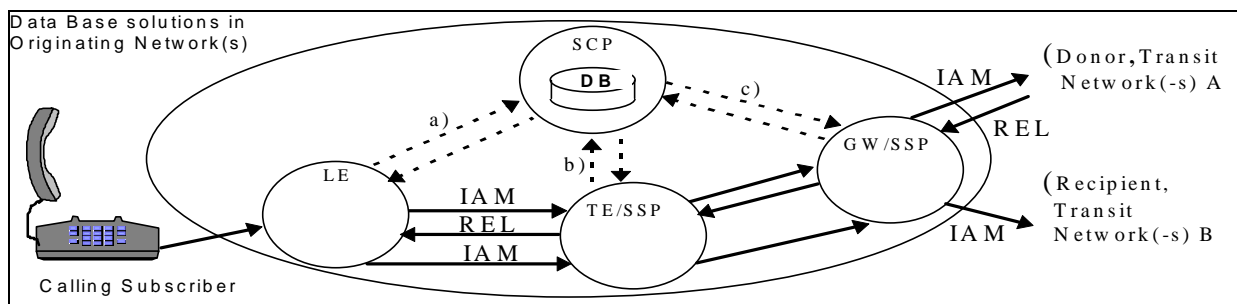 Data Base solutions in
Originating Network(s)
SCP
DB
a)
b)
c)
LE
TE/SSP
GW/SSP
IAM
REL
IAM
IAM
REL
IAM
(Donor,Transit
Network(-s) A
(Recipient,
Transit
Network(-s) B
Calling Subscriber